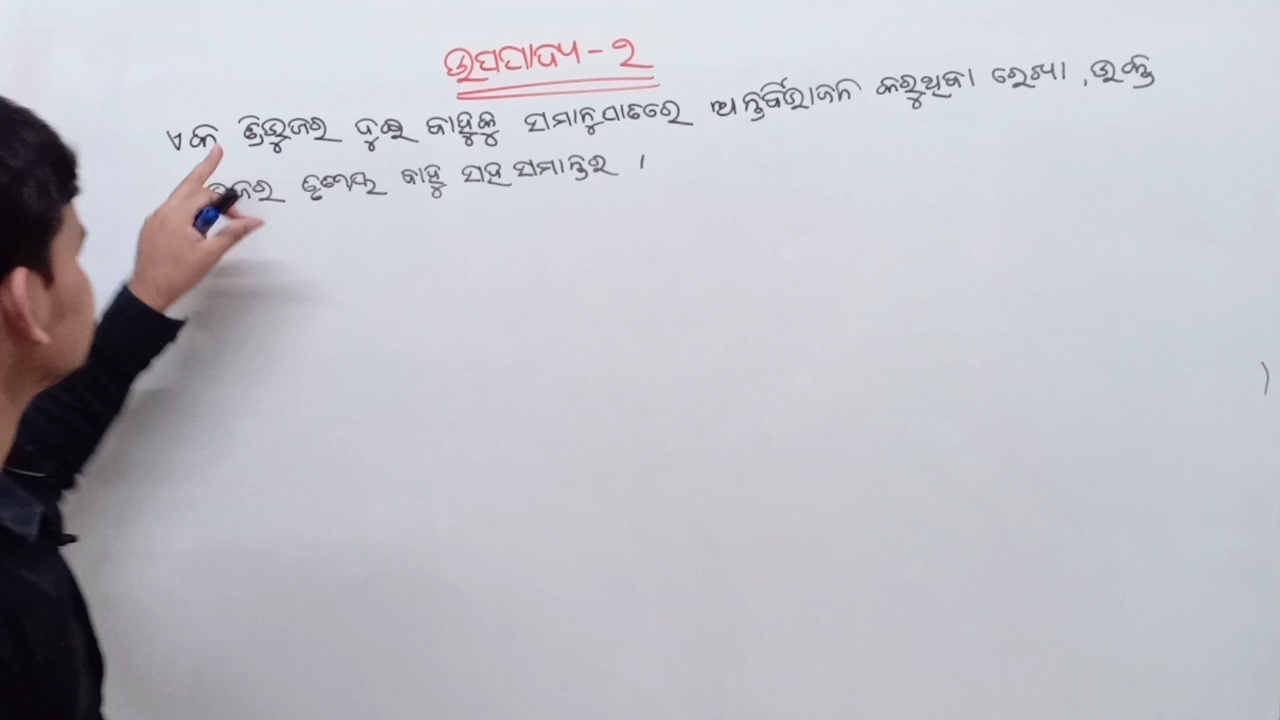 ଉପପାଦ୍ୟ - ୨
ଏକ ତ୍ରିଭୁଜର ଦୁଇ ବାହୁକୁ ସମାନୁପାତରେ ଅନ୍ତର୍ବିଭାଜନ କରୁଥିବା ରେଖା , ଉକ୍ତ
ତୃତୀୟ ବାହୁ ସହ ସମାନ୍ତର ।